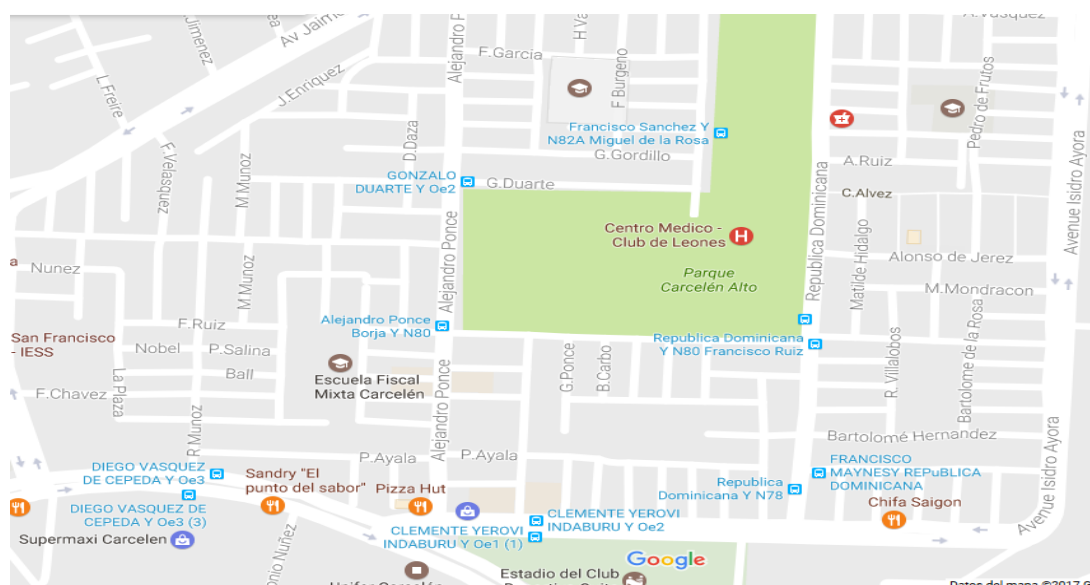 A.Vasquez
Av Jaime
J.Jimenez
Alejandro Ponce
F.Garcia
H.Va
L.Freire
J.Enriquez
F Burgeno
Pedro de Frutos
Francisco Sanchez Y
N82A Miguel de la Rosa
F.Velasquez
D.Daza
G.Gordillo
A.Ruiz
M.Munoz
GONZALO
DUARTE Y Oe2
G.Duarte
C.Alvez
Republica Dominicana
Avenue Isidro Ayora
Centro Medico -
Club de Leones
H
Matilde Hidalgo
Alejandro Ponce
Alonso de Jerez
a
Nunez
Parque
Carcelén Alto
M.Munoz
M.Mondracon
F.Ruiz
Alejandro Ponce
Borja Y N80
Bartolome de la Rosa
San Francisco
- IESS
Nobel
P.Salina
Republica Dominicana
Y N80 Francisco Ruiz
G.Ponce
B.Carbo
R.Villalobos
Ball
Escuela Fiscal
Mixta Carcelén
La Plaza
F.Chavez
Alejandro Ponce
R.Munoz
Bartolomé Hernandez
Avenue Isidro Ayora
P.Ayala
P.Ayala
DIEGO VASQUEZ
DE CEPEDA Y Oe3
Sandry "El
punto del sabor"
Pizza Hut
Republica
Dominicana Y N78
FRANCISCO
MAYNESY REPuBLICA
DOMINICANA
Chifa Saigon
DIEGO VASQUEZ DE
CEPEDA Y Oe3 (3)
CLEMENTE YEROVI
INDABURU Y Oe2
CLEMENTE YEROVI
INDABURU Y Oe1 (1)
Supermaxi Carcelen
onio Nuñez
Google
Estadio del Club